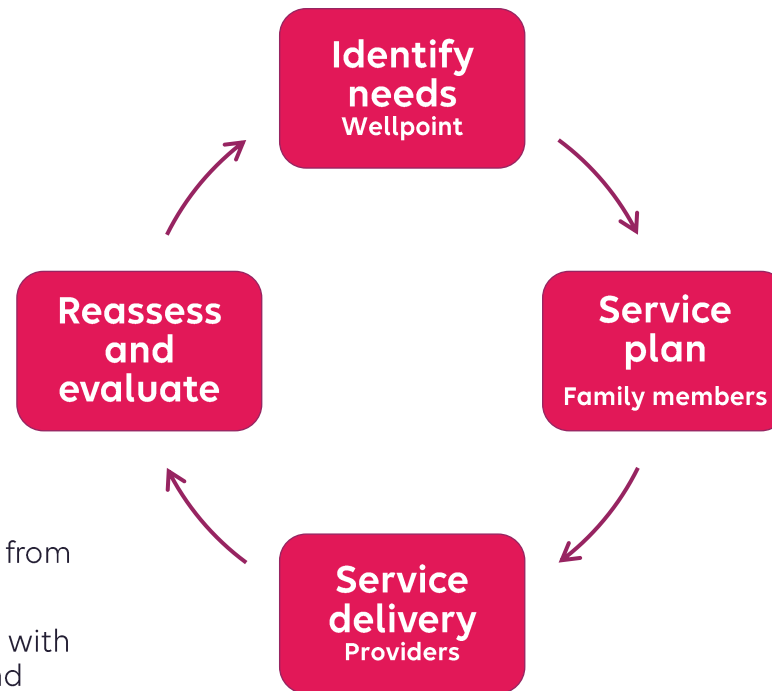 Identify
needs
Wellpoint
Service
plan
Family members
Service
delivery
Providers
Reassess
and
evaluate
from
with